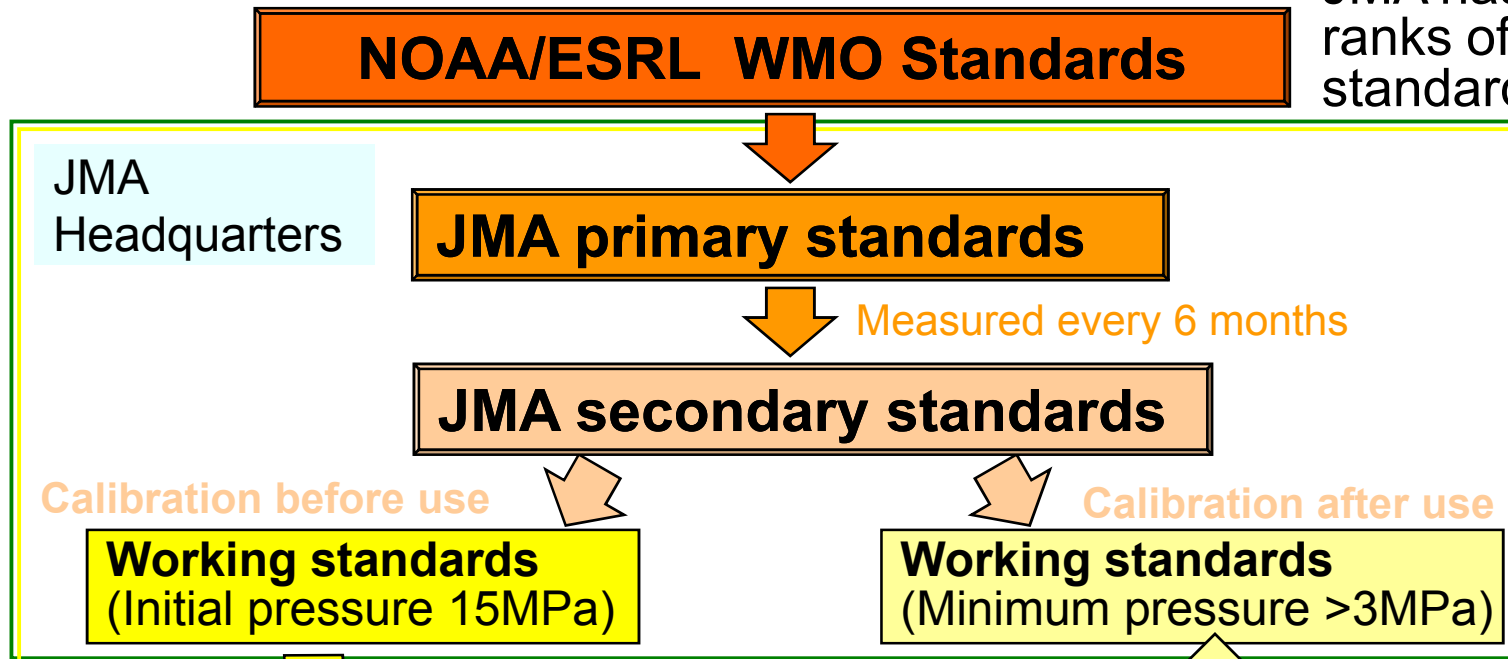 NOAA/ESRL WMO Standards
ranks of
JMA
Headquarters
JMA primary standards
Measured every 6 months
JMA secondary standards
Calibration before use
Calibration after use
Working standards
(Initial pressure 15MPa)
Working standards
(Minimum pressure >3MPa)